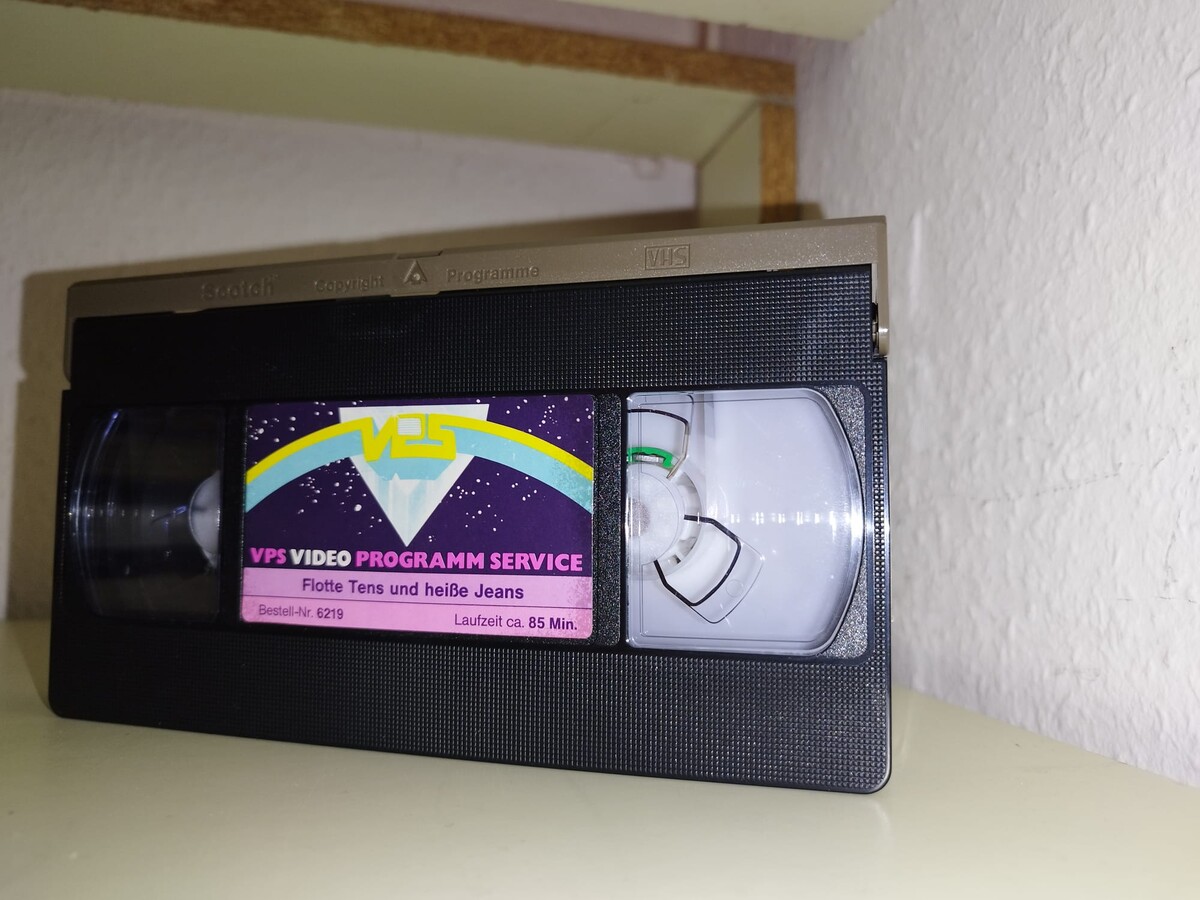 Scotch Copyright Programme VHS
VPS
VPS VIDEO PROGRAMM SERVICE
Flotte Tens und heiße Jeans
Bestell-Nr. 6219 Laufzeit ca. 85 Min.